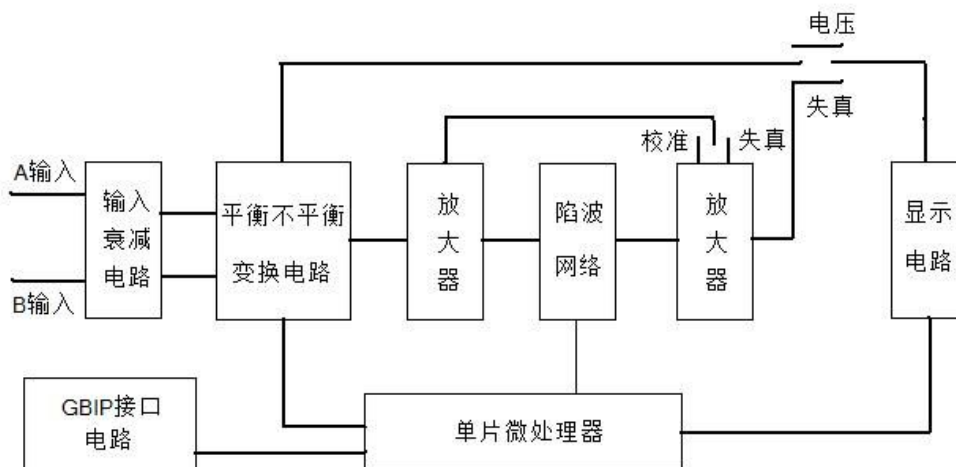 电压
失真
校准
失真
A输入
B输入
输入
衰减
电路
平衡不平衡
变换电路
放
大
器
陷波
网络
放
大
器
显示
电路
GBIP接口
电路
单片微处理器